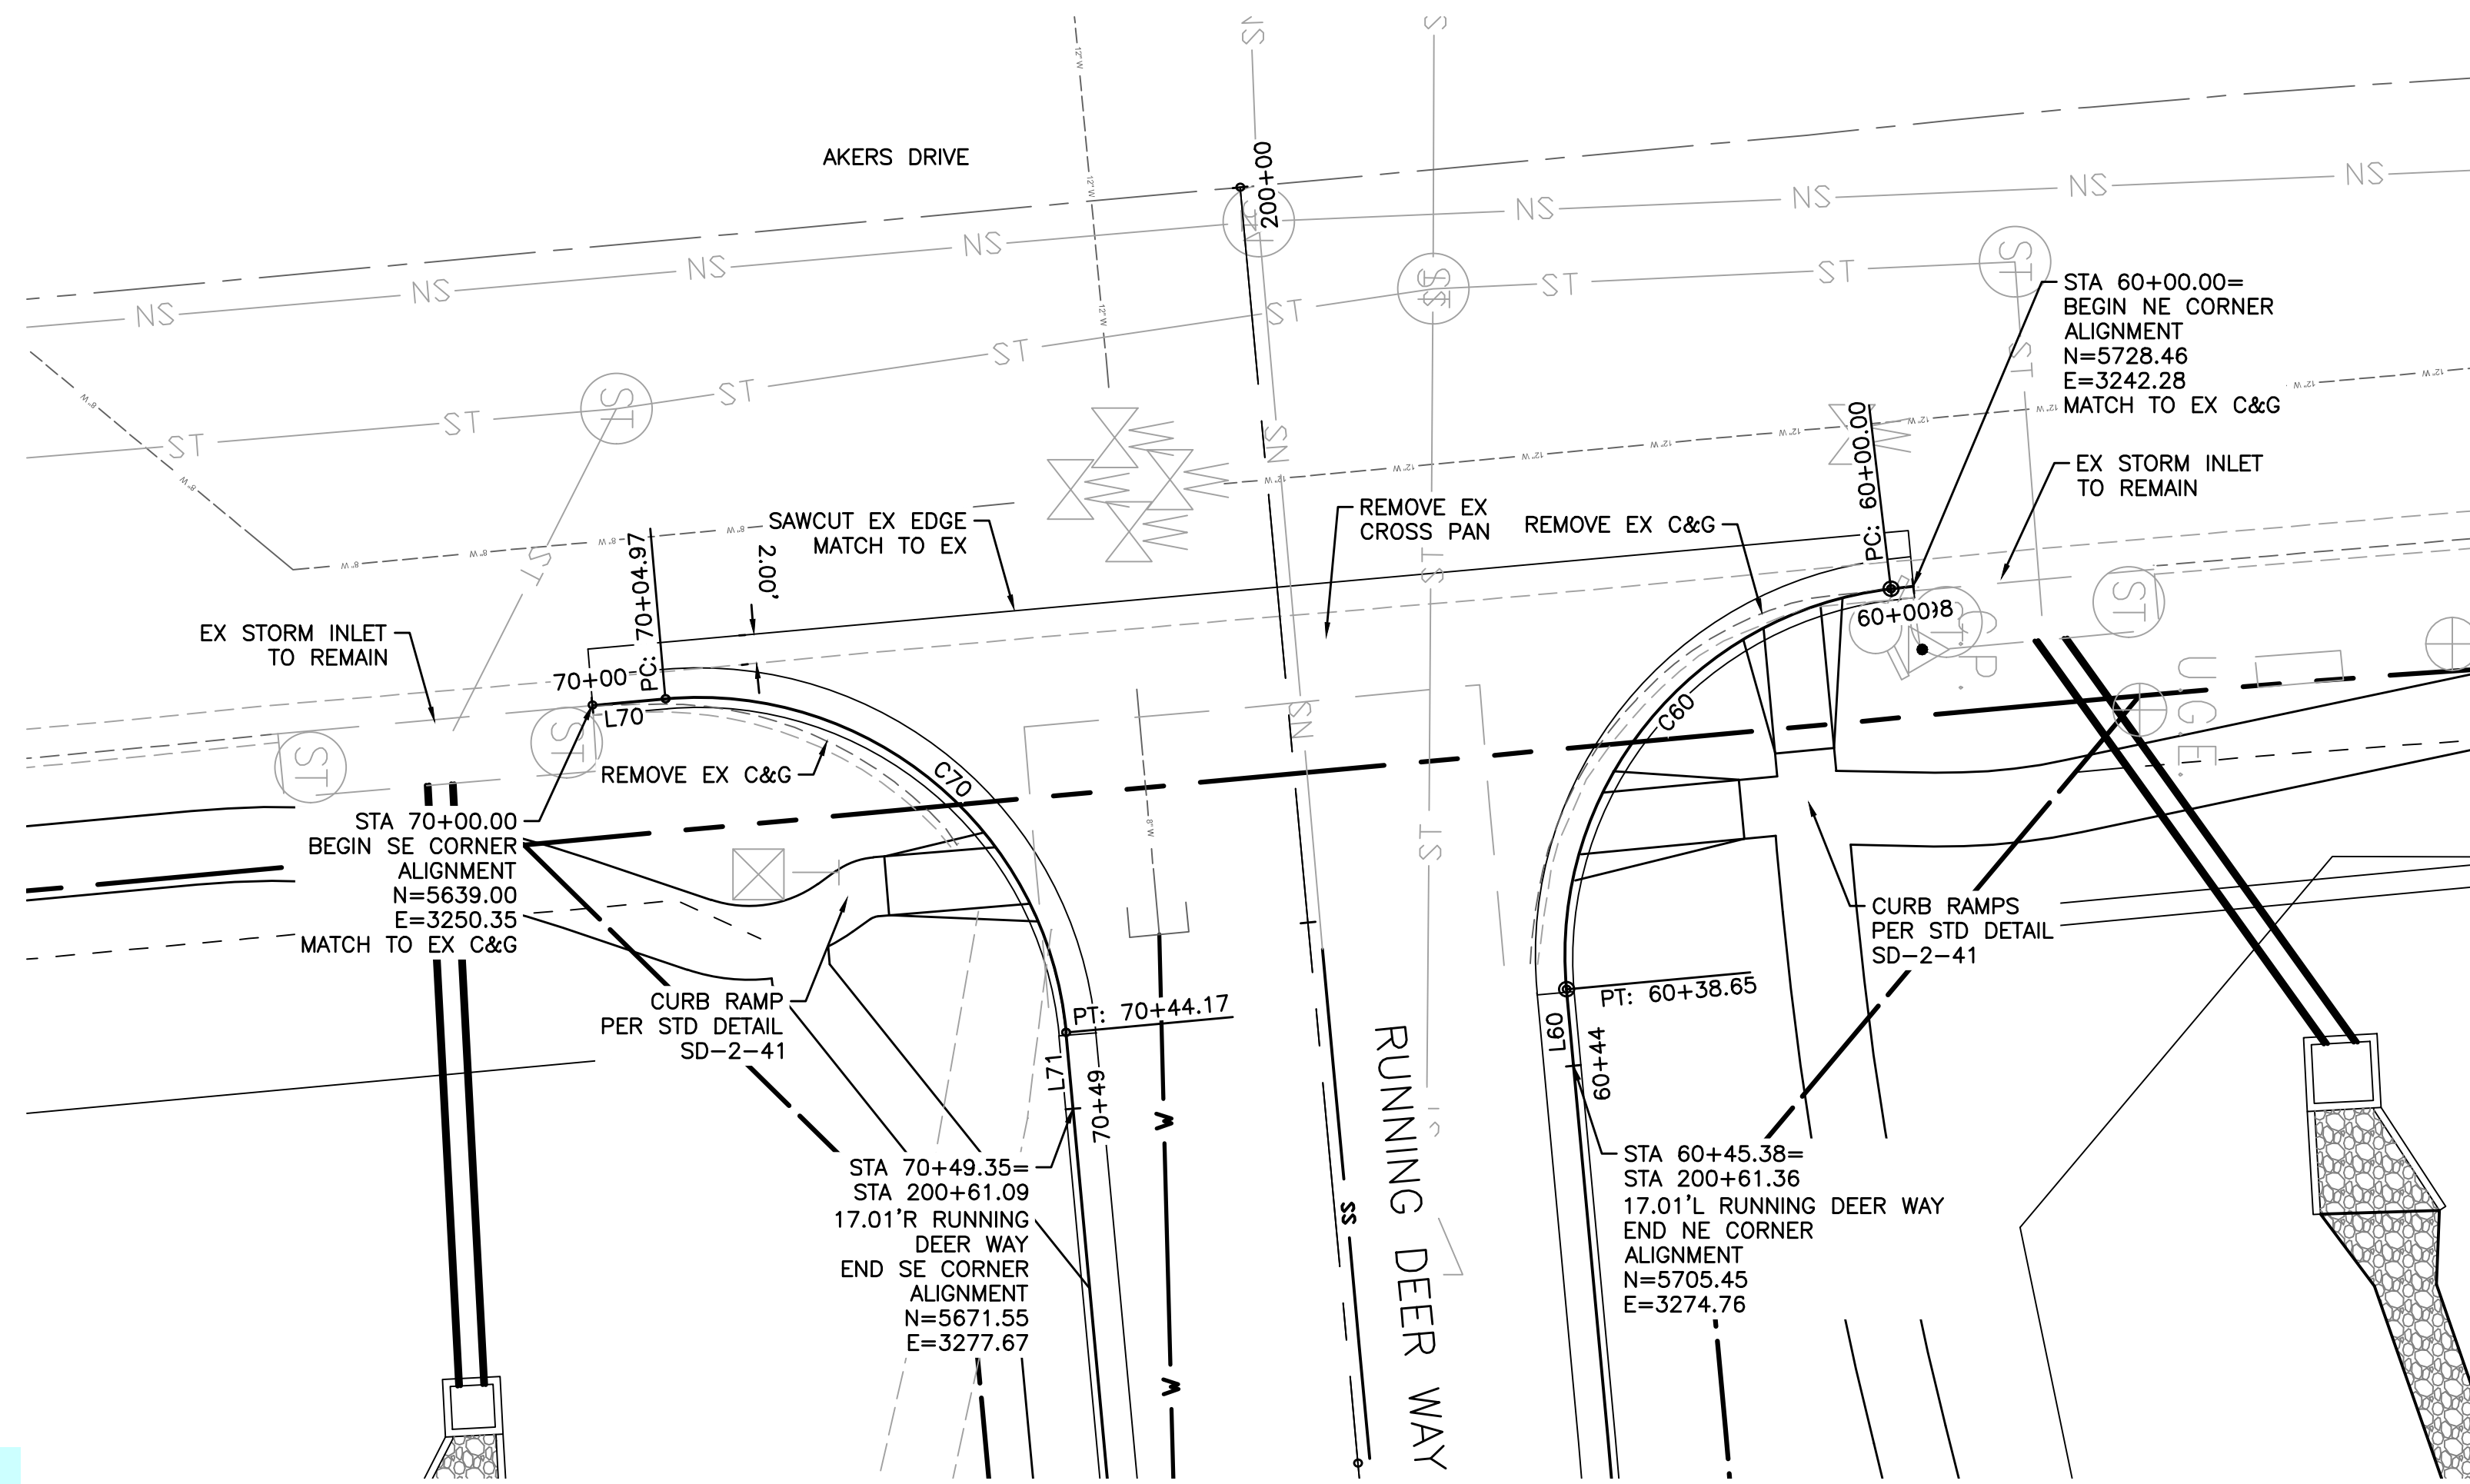 AKERS DRIVE
200+00
NS
NS
NS
NS
NS
NS
NS
NS
ST
ST
ST
ST
ST
ST
ST
STA 60+00.00=
BEGIN NE CORNER
ALIGNMENT
N=5728.46
E=3242.28
MATCH TO EX C&G
EX STORM INLET
TO REMAIN
PC: 60+00.00
REMOVE EX
CROSS PAN
REMOVE EX C&G
SAWCUT EX EDGE
MATCH TO EX
2.00'
PC: 70+04.97
EX STORM INLET
TO REMAIN
70+00
L70
C70
REMOVE EX C&G
60+00
C60
C.P.
U.G.E.
STA 70+00.00
BEGIN SE CORNER
ALIGNMENT
N=5639.00
E=3250.35
MATCH TO EX C&G
CURB RAMP
PER STD DETAIL
SD-2-41
PT: 70+44.17
L71
70+49
CURB RAMPS
PER STD DETAIL
SD-2-41
PT: 60+38.65
L60
60+44
STA 70+49.35=
STA 200+61.09
17.01'R RUNNING
DEER WAY
END SE CORNER
ALIGNMENT
N=5671.55
E=3277.67
STA 60+45.38=
STA 200+61.36
17.01'L RUNNING DEER WAY
END NE CORNER
ALIGNMENT
N=5705.45
E=3274.76
RUNNING DEER WAY
W
W
SS
8"W
12"W